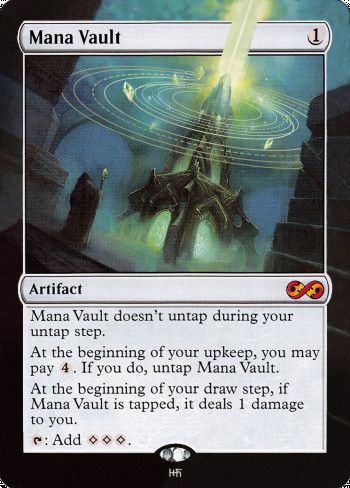 Mana Vault 1
Artifact
Mana Vault doesn't untap during your
untap step.
At the beginning of your upkeep, you may
pay 4. If you do, untap Mana Vault.
At the beginning of your draw step, if
Mana Vault is tapped, it deals 1 damage
to you.
: Add .